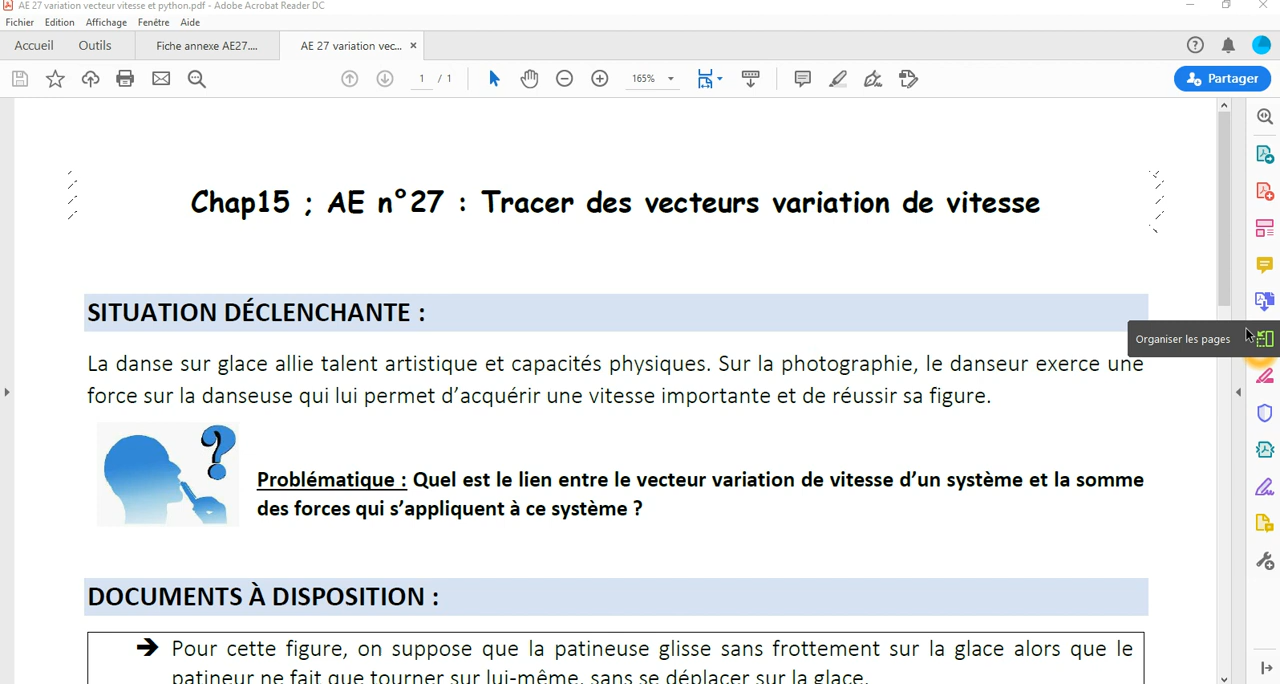 AE 27 variation vecteur vitesse et python.pdf - Adobe Acrobat Reader DC
Fichier Edition Affichage Fenêtre Aide
Accueil Outils Fiche annexe AE27.... AE 27 variation vec... ×
1 / 1 165% Partager
Chap15 ; AE n°27 : Tracer des vecteurs variation de vitesse
SITUATION DÉCLENCHANTE :
Organiser les pages
La danse sur glace allie talent artistique et capacités physiques. Sur la photographie, le danseur exerce une
force sur la danseuse qui lui permet d'acquérir une vitesse importante et de réussir sa figure.
Problématique : Quel est le lien entre le vecteur variation de vitesse d'un système et la somme
des forces qui s'appliquent à ce système ?
DOCUMENTS À DISPOSITION :
➔ Pour cette figure, on suppose que la patineuse glisse sans frottement sur la glace alors que le
patineur ne fait que tourner sur lui-même, sans se déplacer sur la glace.